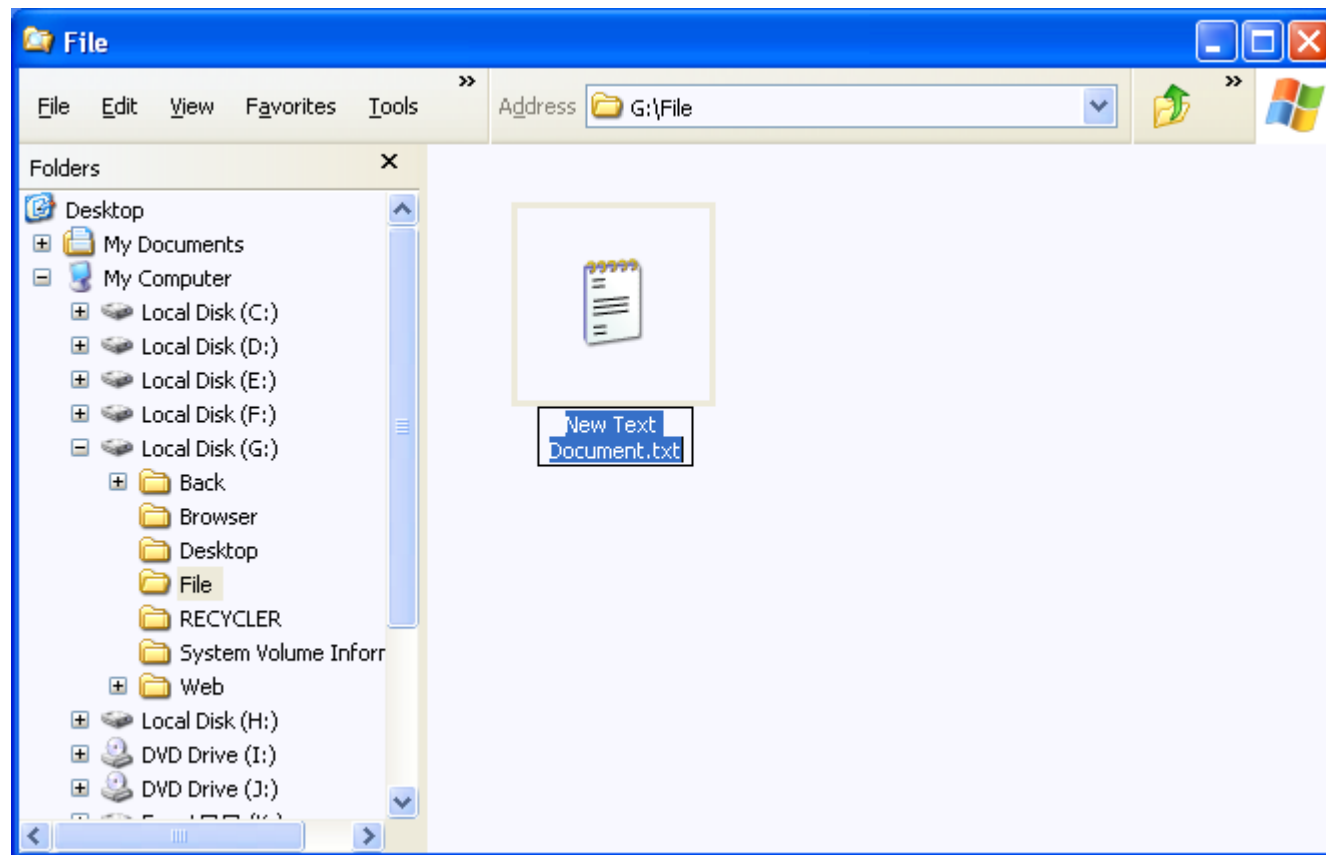 File
File Edit View Favorites Tools » Address G:\File »
Folders
Desktop
My Documents
My Computer
Local Disk (C:)
Local Disk (D:)
Local Disk (E:)
Local Disk (F:)
Local Disk (G:)
Back
Browser
Desktop
File
RECYCLER
System Volume Inforr
Web
Local Disk (H:)
DVD Drive (I:)
DVD Drive (J:)
New Text
Document.txt